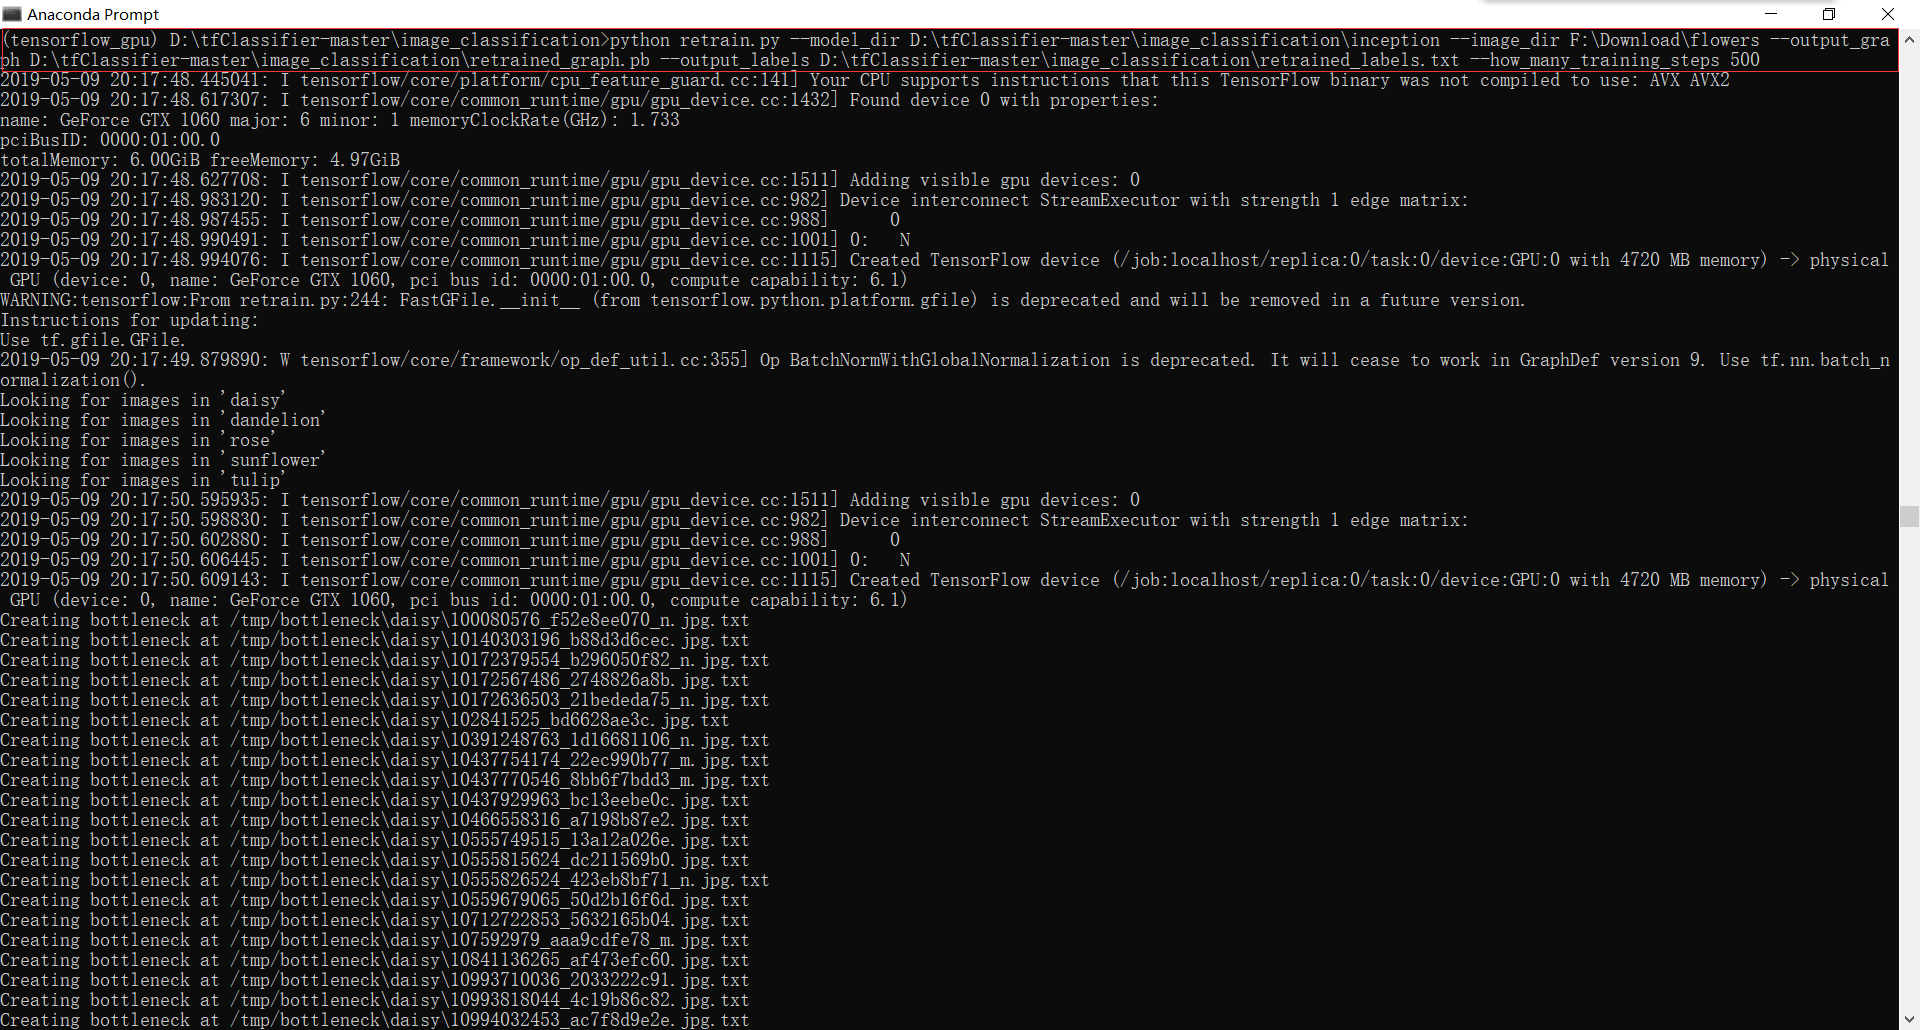 Anaconda Prompt
(tensorflow_gpu) D:\tfClassifier-master\image_classification>python retrain.py --model_dir D:\tfClassifier-master\image_classification\inception --image_dir F:\Download\flowers --output_gra
ph D:\tfClassifier-master\image_classification\retrained_graph.pb --output_labels D:\tfClassifier-master\image_classification\retrained_labels.txt --how_many_training_steps 500
2019-05-09 20:17:48.445041: I tensorflow/core/platform/cpu_feature_guard.cc:141] Your CPU supports instructions that this TensorFlow binary was not compiled to use: AVX AVX2
2019-05-09 20:17:48.617307: I tensorflow/core/common_runtime/gpu/gpu_device.cc:1432] Found device 0 with properties:
name: GeForce GTX 1060 major: 6 minor: 1 memoryClockRate(GHz): 1.733
pciBusID: 0000:01:00.0
totalMemory: 6.00GiB freeMemory: 4.97GiB
2019-05-09 20:17:48.627708: I tensorflow/core/common_runtime/gpu/gpu_device.cc:1511] Adding visible gpu devices: 0
2019-05-09 20:17:48.983120: I tensorflow/core/common_runtime/gpu/gpu_device.cc:982] Device interconnect StreamExecutor with strength 1 edge matrix:
2019-05-09 20:17:48.987455: I tensorflow/core/common_runtime/gpu/gpu_device.cc:988]      0
2019-05-09 20:17:48.990491: I tensorflow/core/common_runtime/gpu/gpu_device.cc:1001] 0:   N
2019-05-09 20:17:48.994076: I tensorflow/core/common_runtime/gpu/gpu_device.cc:1115] Created TensorFlow device (/job:localhost/replica:0/task:0/device:GPU:0 with 4720 MB memory) -> physical
 GPU (device: 0, name: GeForce GTX 1060, pci bus id: 0000:01:00.0, compute capability: 6.1)
WARNING:tensorflow:From retrain.py:244: FastGFile.__init__ (from tensorflow.python.platform.gfile) is deprecated and will be removed in a future version.
Instructions for updating:
Use tf.gfile.GFile.
2019-05-09 20:17:49.879890: W tensorflow/core/framework/op_def_util.cc:355] Op BatchNormWithGlobalNormalization is deprecated. It will cease to work in GraphDef version 9. Use tf.nn.batch_n
ormalization().
Looking for images in 'daisy'
Looking for images in 'dandelion'
Looking for images in 'rose'
Looking for images in 'sunflower'
Looking for images in 'tulip'
2019-05-09 20:17:50.595935: I tensorflow/core/common_runtime/gpu/gpu_device.cc:1511] Adding visible gpu devices: 0
2019-05-09 20:17:50.598830: I tensorflow/core/common_runtime/gpu/gpu_device.cc:982] Device interconnect StreamExecutor with strength 1 edge matrix:
2019-05-09 20:17:50.602880: I tensorflow/core/common_runtime/gpu/gpu_device.cc:988]      0
2019-05-09 20:17:50.606445: I tensorflow/core/common_runtime/gpu/gpu_device.cc:1001] 0:   N
2019-05-09 20:17:50.609143: I tensorflow/core/common_runtime/gpu/gpu_device.cc:1115] Created TensorFlow device (/job:localhost/replica:0/task:0/device:GPU:0 with 4720 MB memory) -> physical
 GPU (device: 0, name: GeForce GTX 1060, pci bus id: 0000:01:00.0, compute capability: 6.1)
Creating bottleneck at /tmp/bottleneck\daisy\100080576_f52e8ee070_n.jpg.txt
Creating bottleneck at /tmp/bottleneck\daisy\10140303196_b88d3d6cec.jpg.txt
Creating bottleneck at /tmp/bottleneck\daisy\10172379554_b296050f82_n.jpg.txt
Creating bottleneck at /tmp/bottleneck\daisy\10172567486_2748826a8b.jpg.txt
Creating bottleneck at /tmp/bottleneck\daisy\10172636503_21bededa75_n.jpg.txt
Creating bottleneck at /tmp/bottleneck\daisy\102841525_bd6628ae3c.jpg.txt
Creating bottleneck at /tmp/bottleneck\daisy\10391248763_1d16681106_n.jpg.txt
Creating bottleneck at /tmp/bottleneck\daisy\10437754174_22ec990b77_m.jpg.txt
Creating bottleneck at /tmp/bottleneck\daisy\10437770546_8bb6f7bdd3_m.jpg.txt
Creating bottleneck at /tmp/bottleneck\daisy\10437929963_bc13eebe0c.jpg.txt
Creating bottleneck at /tmp/bottleneck\daisy\10466558316_a7198b87e2.jpg.txt
Creating bottleneck at /tmp/bottleneck\daisy\10555749515_13a12a026e.jpg.txt
Creating bottleneck at /tmp/bottleneck\daisy\10555815624_dc211569b0.jpg.txt
Creating bottleneck at /tmp/bottleneck\daisy\10555826524_423eb8bf71_n.jpg.txt
Creating bottleneck at /tmp/bottleneck\daisy\10559679065_50d2b16f6d.jpg.txt
Creating bottleneck at /tmp/bottleneck\daisy\10712722853_5632165b04.jpg.txt
Creating bottleneck at /tmp/bottleneck\daisy\107592979_aaa9cdfe78_m.jpg.txt
Creating bottleneck at /tmp/bottleneck\daisy\10841136265_af473efc60.jpg.txt
Creating bottleneck at /tmp/bottleneck\daisy\10993710036_2033222c91.jpg.txt
Creating bottleneck at /tmp/bottleneck\daisy\10993818044_4c19b86c82.jpg.txt
Creating bottleneck at /tmp/bottleneck\daisy\10994032453_ac7f8d9e2e.jpg.txt